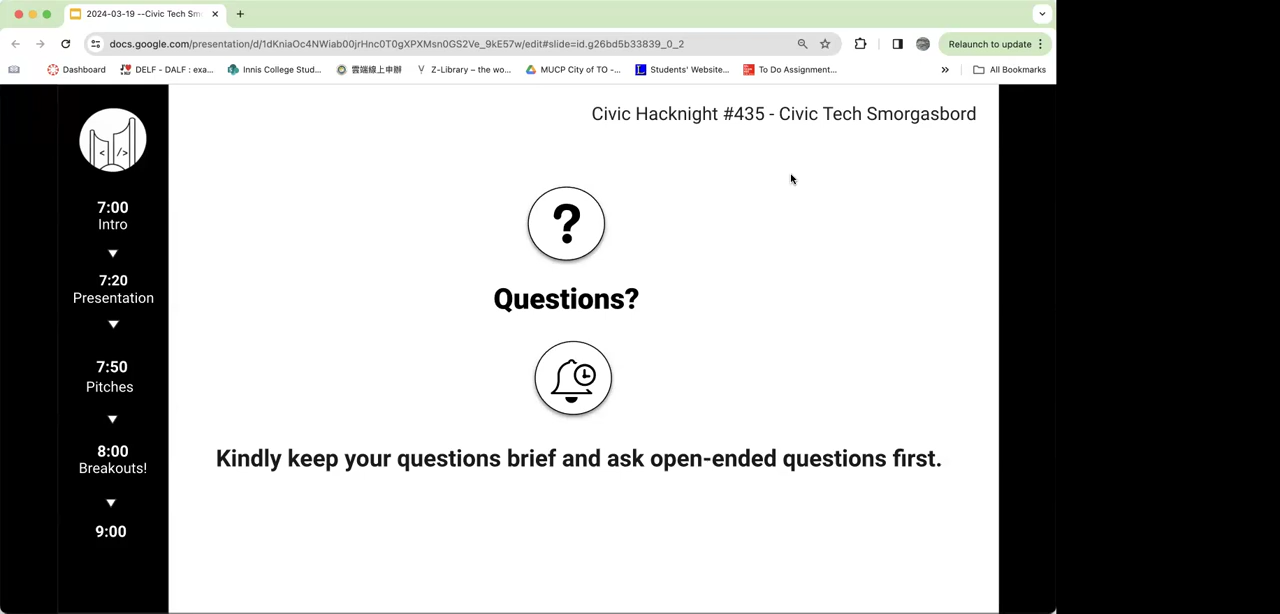 2024-03-19 --Civic Tech Sm
docs.google.com/presentation/d/1dKniaOc4NWiab00jrHnc0T0gXPXMsn0GS2Ve_9kE57w/edit#slide=id.g26bd5b33839_0_2
Relaunch to update
Dashboard
DELF - DALF : exa...
Innis College Stud...
雲端線上申辦
Z-Library – the wo...
MUCP City of TO -...
Students' Website...
To Do Assignment...
»
All Bookmarks
Civic Hacknight #435 - Civic Tech Smorgasbord
< />
7:00
Intro
7:20
Presentation
7:50
Pitches
8:00
Breakouts!
9:00
?
Questions?
Kindly keep your questions brief and ask open-ended questions first.